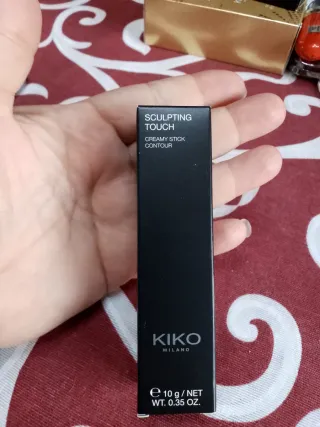 SCULPTING
TOUCH
CREAMY STICK
CONTOUR
KIKO
MILANO
℮ 10 g / NET
WT. 0.35 OZ.